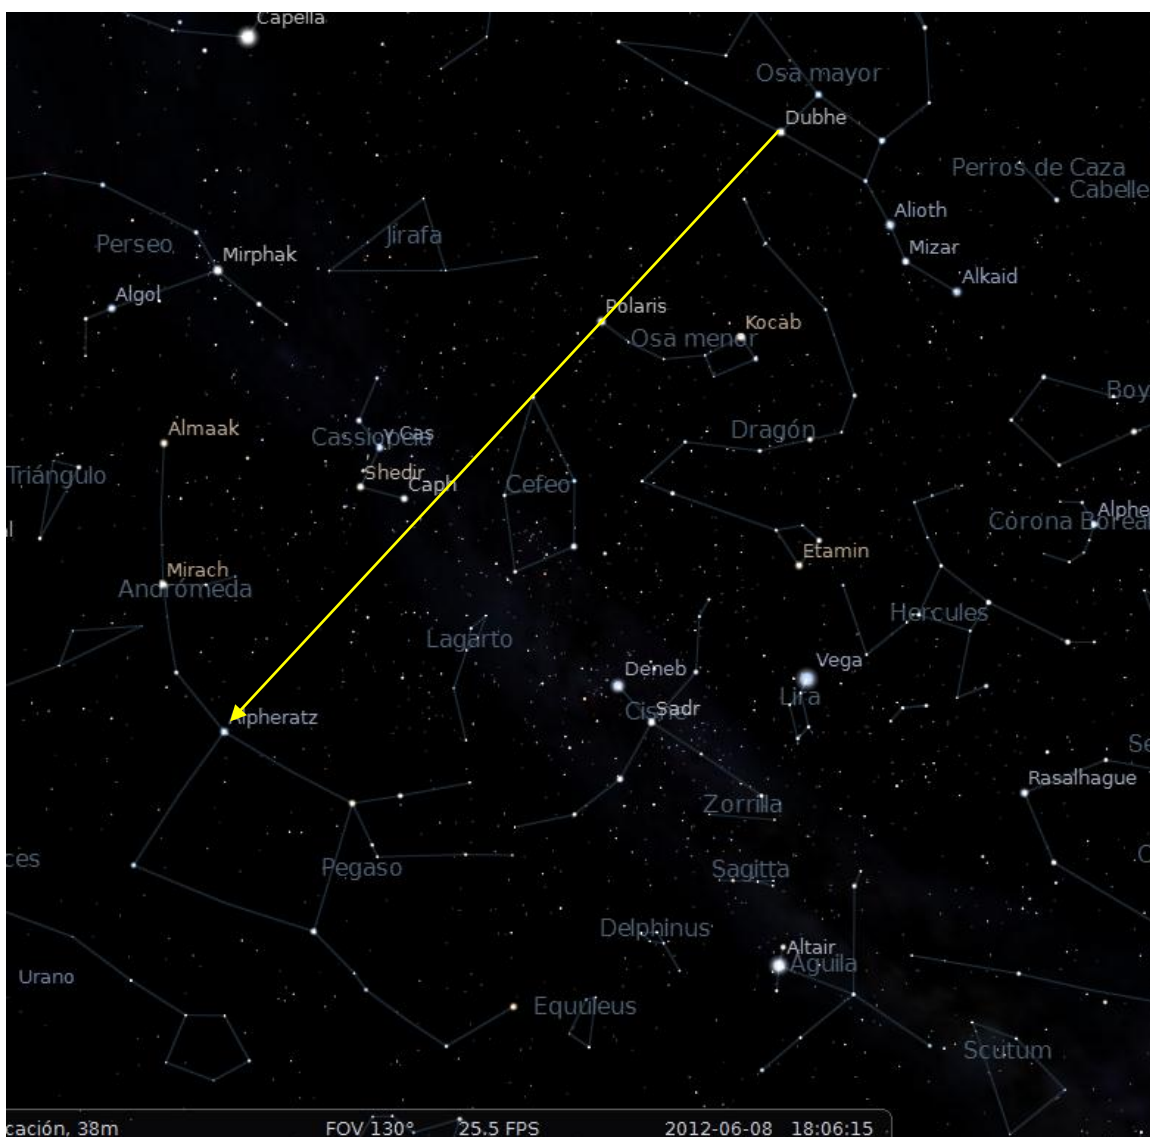 Capella
Osa mayor
Dubhe
Perros de Caza
Cabelle
Alioth
Jirafa
Perseo
Mirphak
Mizar
Alkaid
Algol
Polaris
Kocab
Osa menor
Boy
Almaak
Dragón
γ Cas
Cassiopeia
Triángulo
Shedir
Caph
Cefeo
Alphe
Corona Boreal
al
Etamin
Mirach
Andrómeda
Hercules
Lagarto
Deneb
Vega
Lira
Sadr
Cisne
Alpheratz
Se
Rasalhague
Zorrilla
ces
Pegaso
Sagitta
O
Delphinus
Altair
Águila
Urano
Equuleus
Scutum
cación, 38m FOV 130° 25.5 FPS 2012-06-08 18:06:15